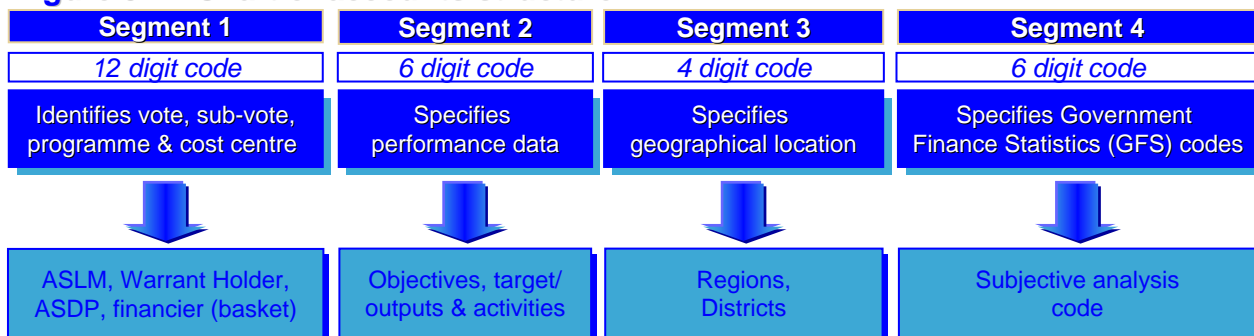 Segment 1
12 digit code
Identifies vote, sub-vote,
programme & cost centre
ASLM, Warrant Holder,
ASDP, financier (basket)
Segment 2
6 digit code
Specifies
performance data
Objectives, target/
outputs & activities
Segment 3
4 digit code
Specifies
geographical location
Regions,
Districts
Segment 4
6 digit code
Specifies Government
Finance Statistics (GFS) codes
Subjective analysis
code